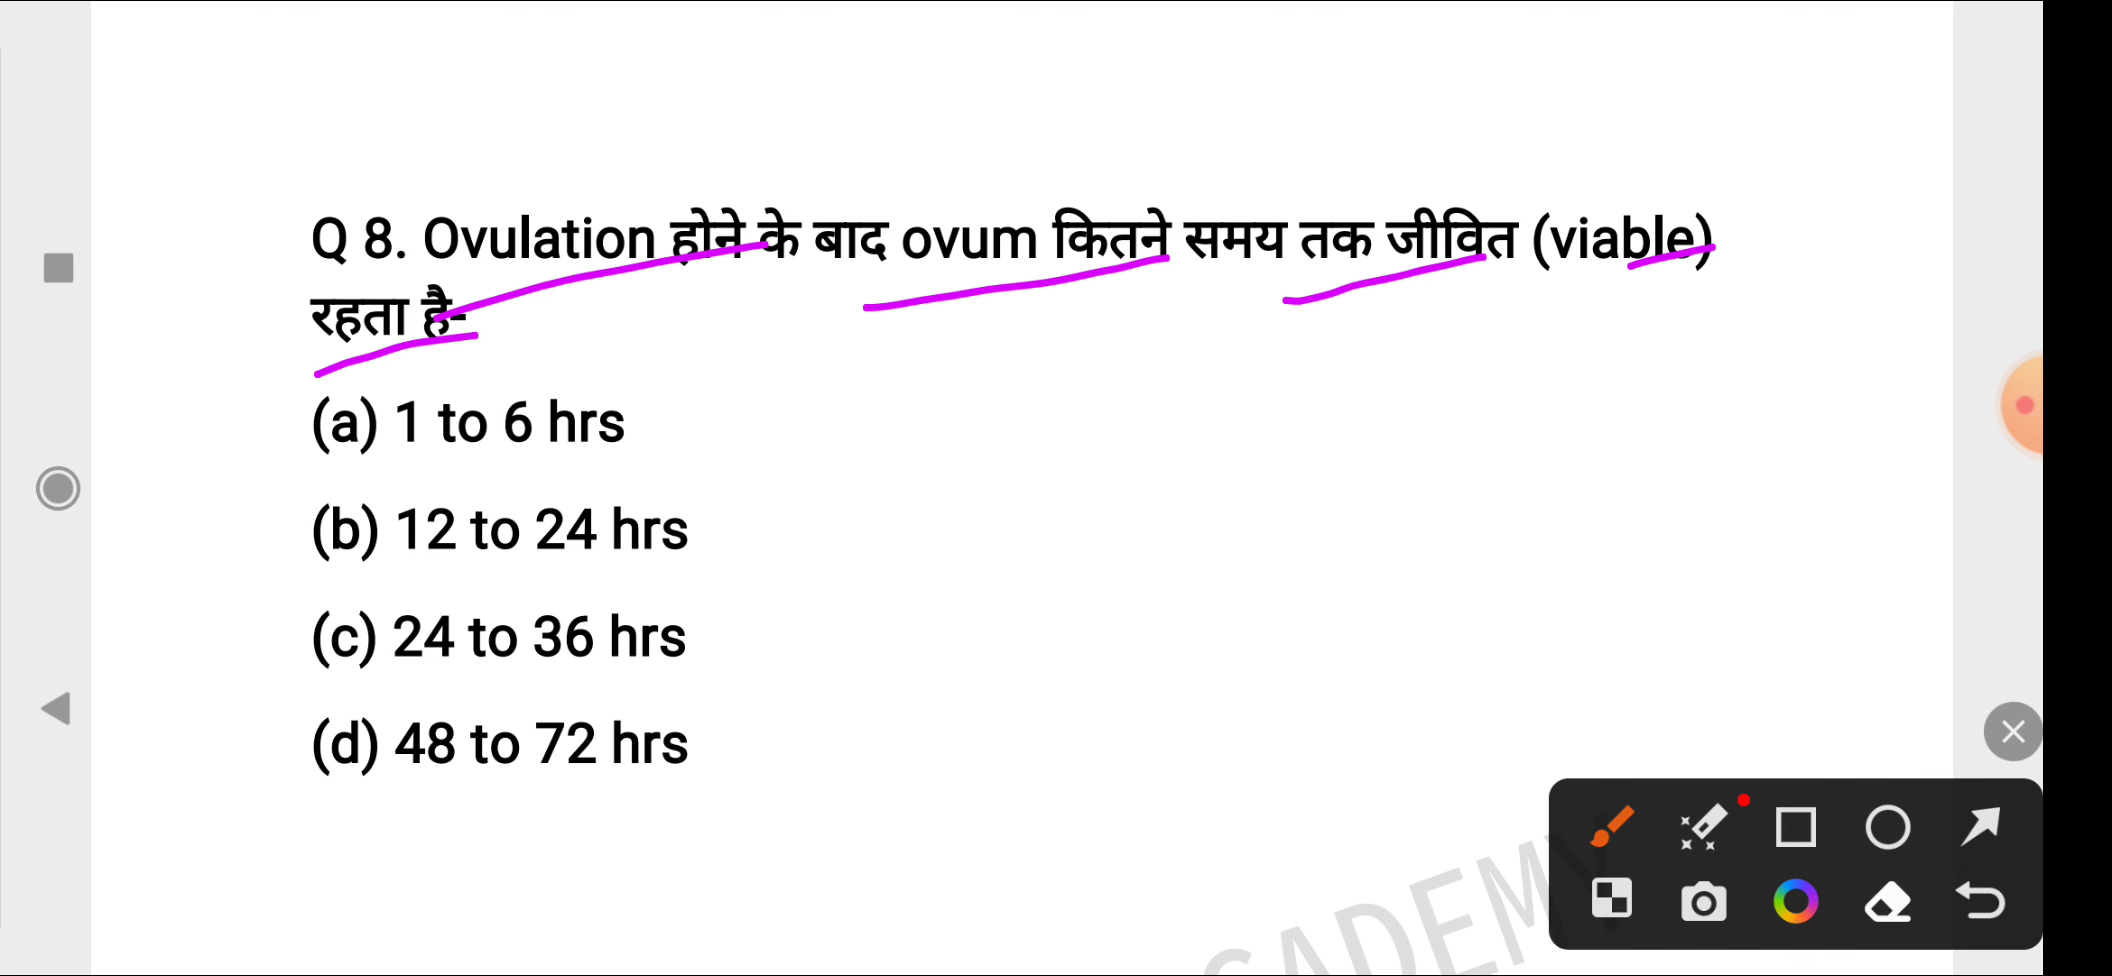 Q 8. Ovulation होने के बाद ovum कितने समय तक जीवित (viable)
रहता है-
(a) 1 to 6 hrs
(b) 12 to 24 hrs
(c) 24 to 36 hrs
(d) 48 to 72 hrs
CADEMY